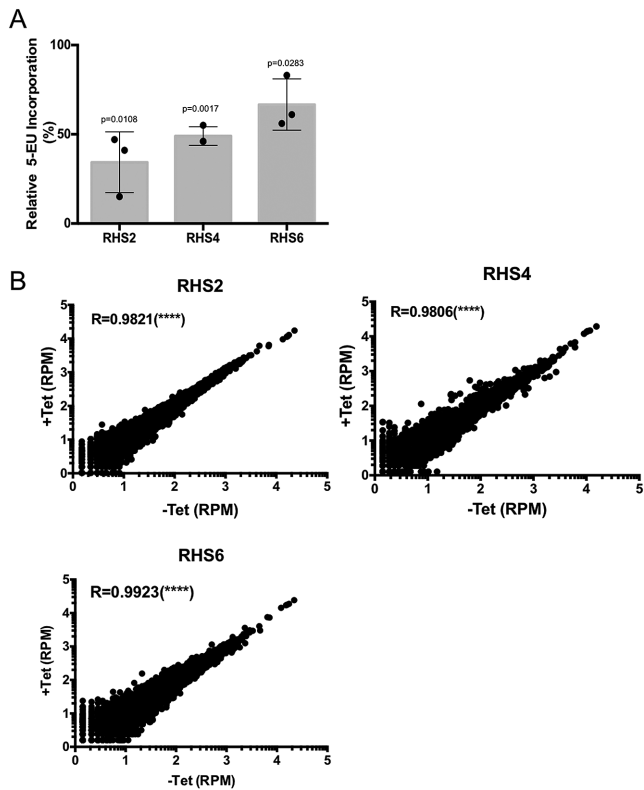 A
Relative 5-EU Incorporation
(%)
100
50
0
p=0.0108
p=0.0017
p=0.0283
RHS2
RHS4
RHS6
B
RHS2
R=0.9821(****)
+Tet (RPM)
5
4
3
2
1
0
0
1
2
3
4
5
-Tet (RPM)
RHS4
R=0.9806(****)
+Tet (RPM)
5
4
3
2
1
0
0
1
2
3
4
5
-Tet (RPM)
RHS6
R=0.9923(****)
+Tet (RPM)
5
4
3
2
1
0
0
1
2
3
4
5
-Tet (RPM)